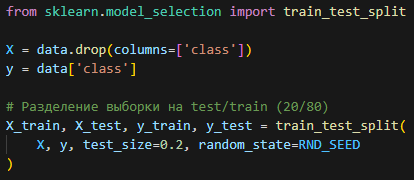 from sklearn.model_selection import train_test_split
X = data.drop(columns=['class'])
y = data['class']
# Разделение выборки на test/train (20/80)
X_train, X_test, y_train, y_test = train_test_split(
X, y, test_size=0.2, random_state=RND_SEED
)